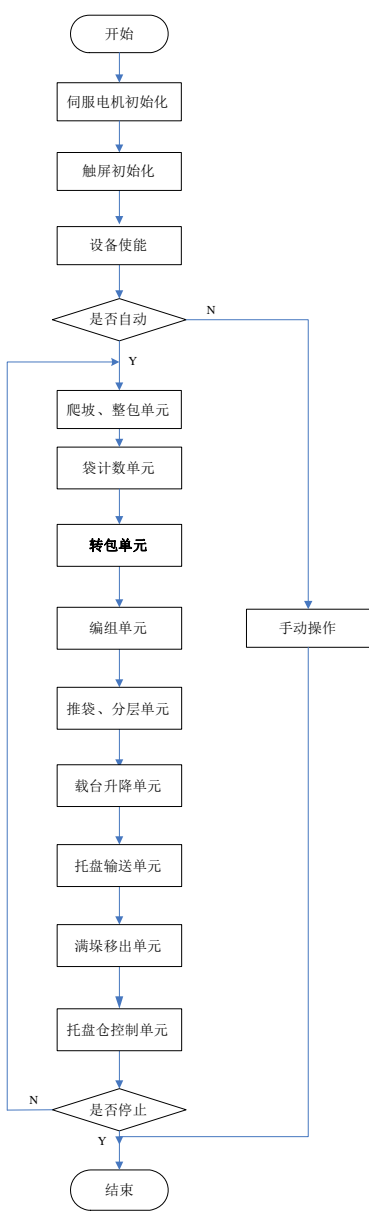 开始
伺服电机初始化
触屏初始化
设备使能
是否自动
N
Y
爬坡、整包单元
袋计数单元
转包单元
编组单元
手动操作
推袋、分层单元
载台升降单元
托盘输送单元
满垛移出单元
托盘仓控制单元
N
是否停止
Y
结束